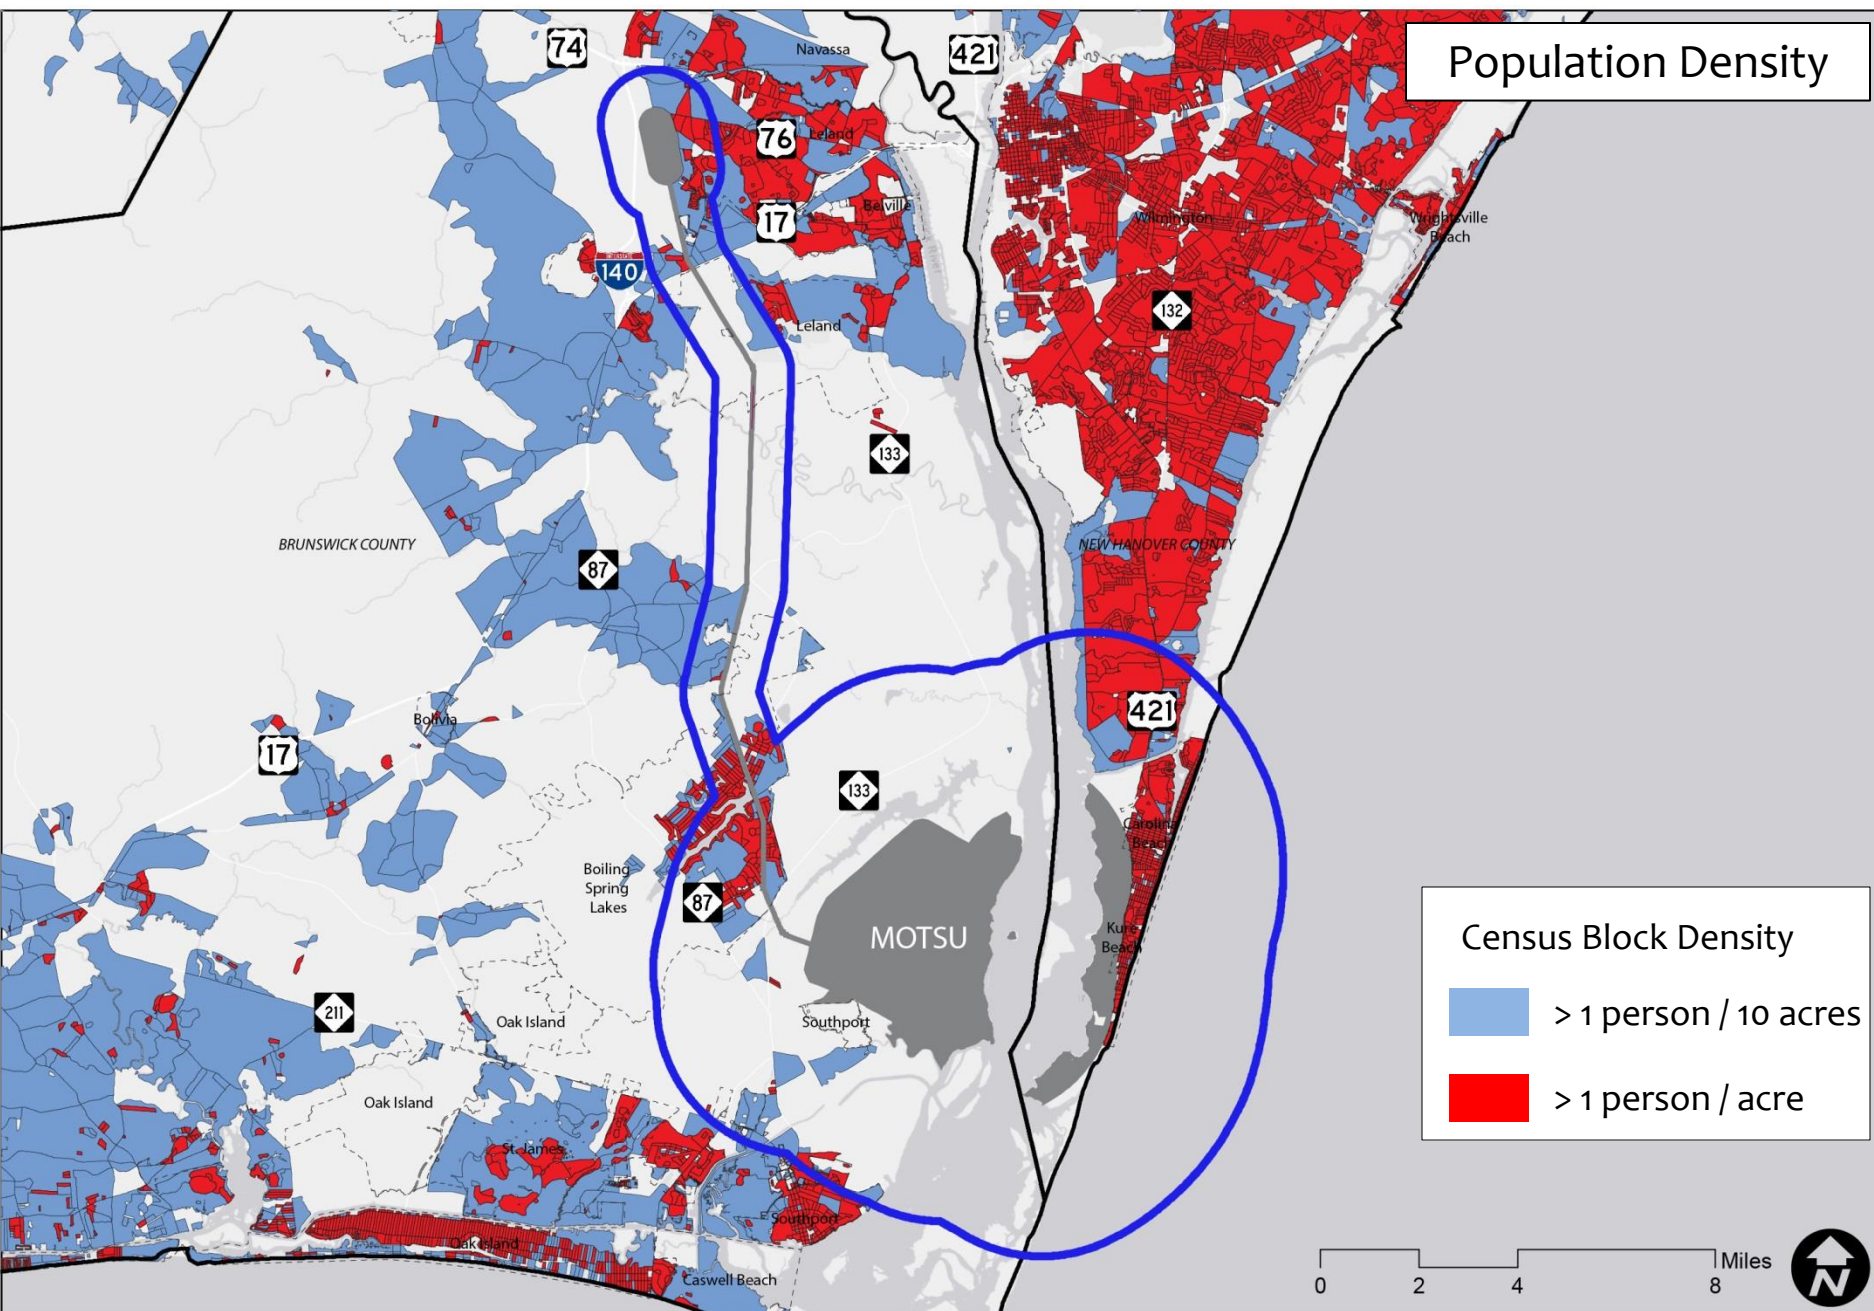 Population Density
74
Navassa
421
76
Leland
17
Belville
Wilmington
Wrightsville
Beach
140
132
Leland
133
BRUNSWICK COUNTY
NEW HANOVER COUNTY
87
421
Bolivia
17
133
Carolina
Beach
Boiling
Spring
Lakes
87
MOTSU
Kure
Beach
211
Oak Island
Southport
Oak Island
St. James
Southport
Oak Island
Caswell Beach
Census Block Density
> 1 person / 10 acres
> 1 person / acre
Miles
0 2 4 8
N